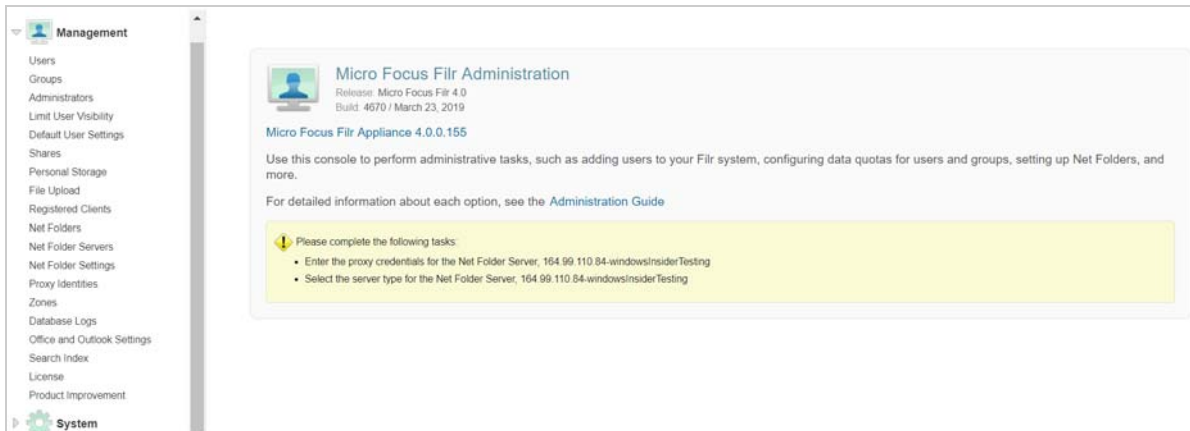 Management
Users
Groups
Administrators
Limit User Visibility
Default User Settings
Shares
Personal Storage
File Upload
Registered Clients
Net Folders
Net Folder Servers
Net Folder Settings
Proxy Identities
Zones
Database Logs
Office and Outlook Settings
Search Index
License
Product Improvement
System
Micro Focus Filr Administration
Release: Micro Focus Filr 4.0
Build: 4670 / March 23, 2019
Micro Focus Filr Appliance 4.0.0.155
Use this console to perform administrative tasks, such as adding users to your Filr system, configuring data quotas for users and groups, setting up Net Folders, and
more.
For detailed information about each option, see the Administration Guide
Please complete the following tasks:
• Enter the proxy credentials for the Net Folder Server, 164.99.110.84-windowsInsiderTesting
• Select the server type for the Net Folder Server, 164.99.110.84-windowsInsiderTesting